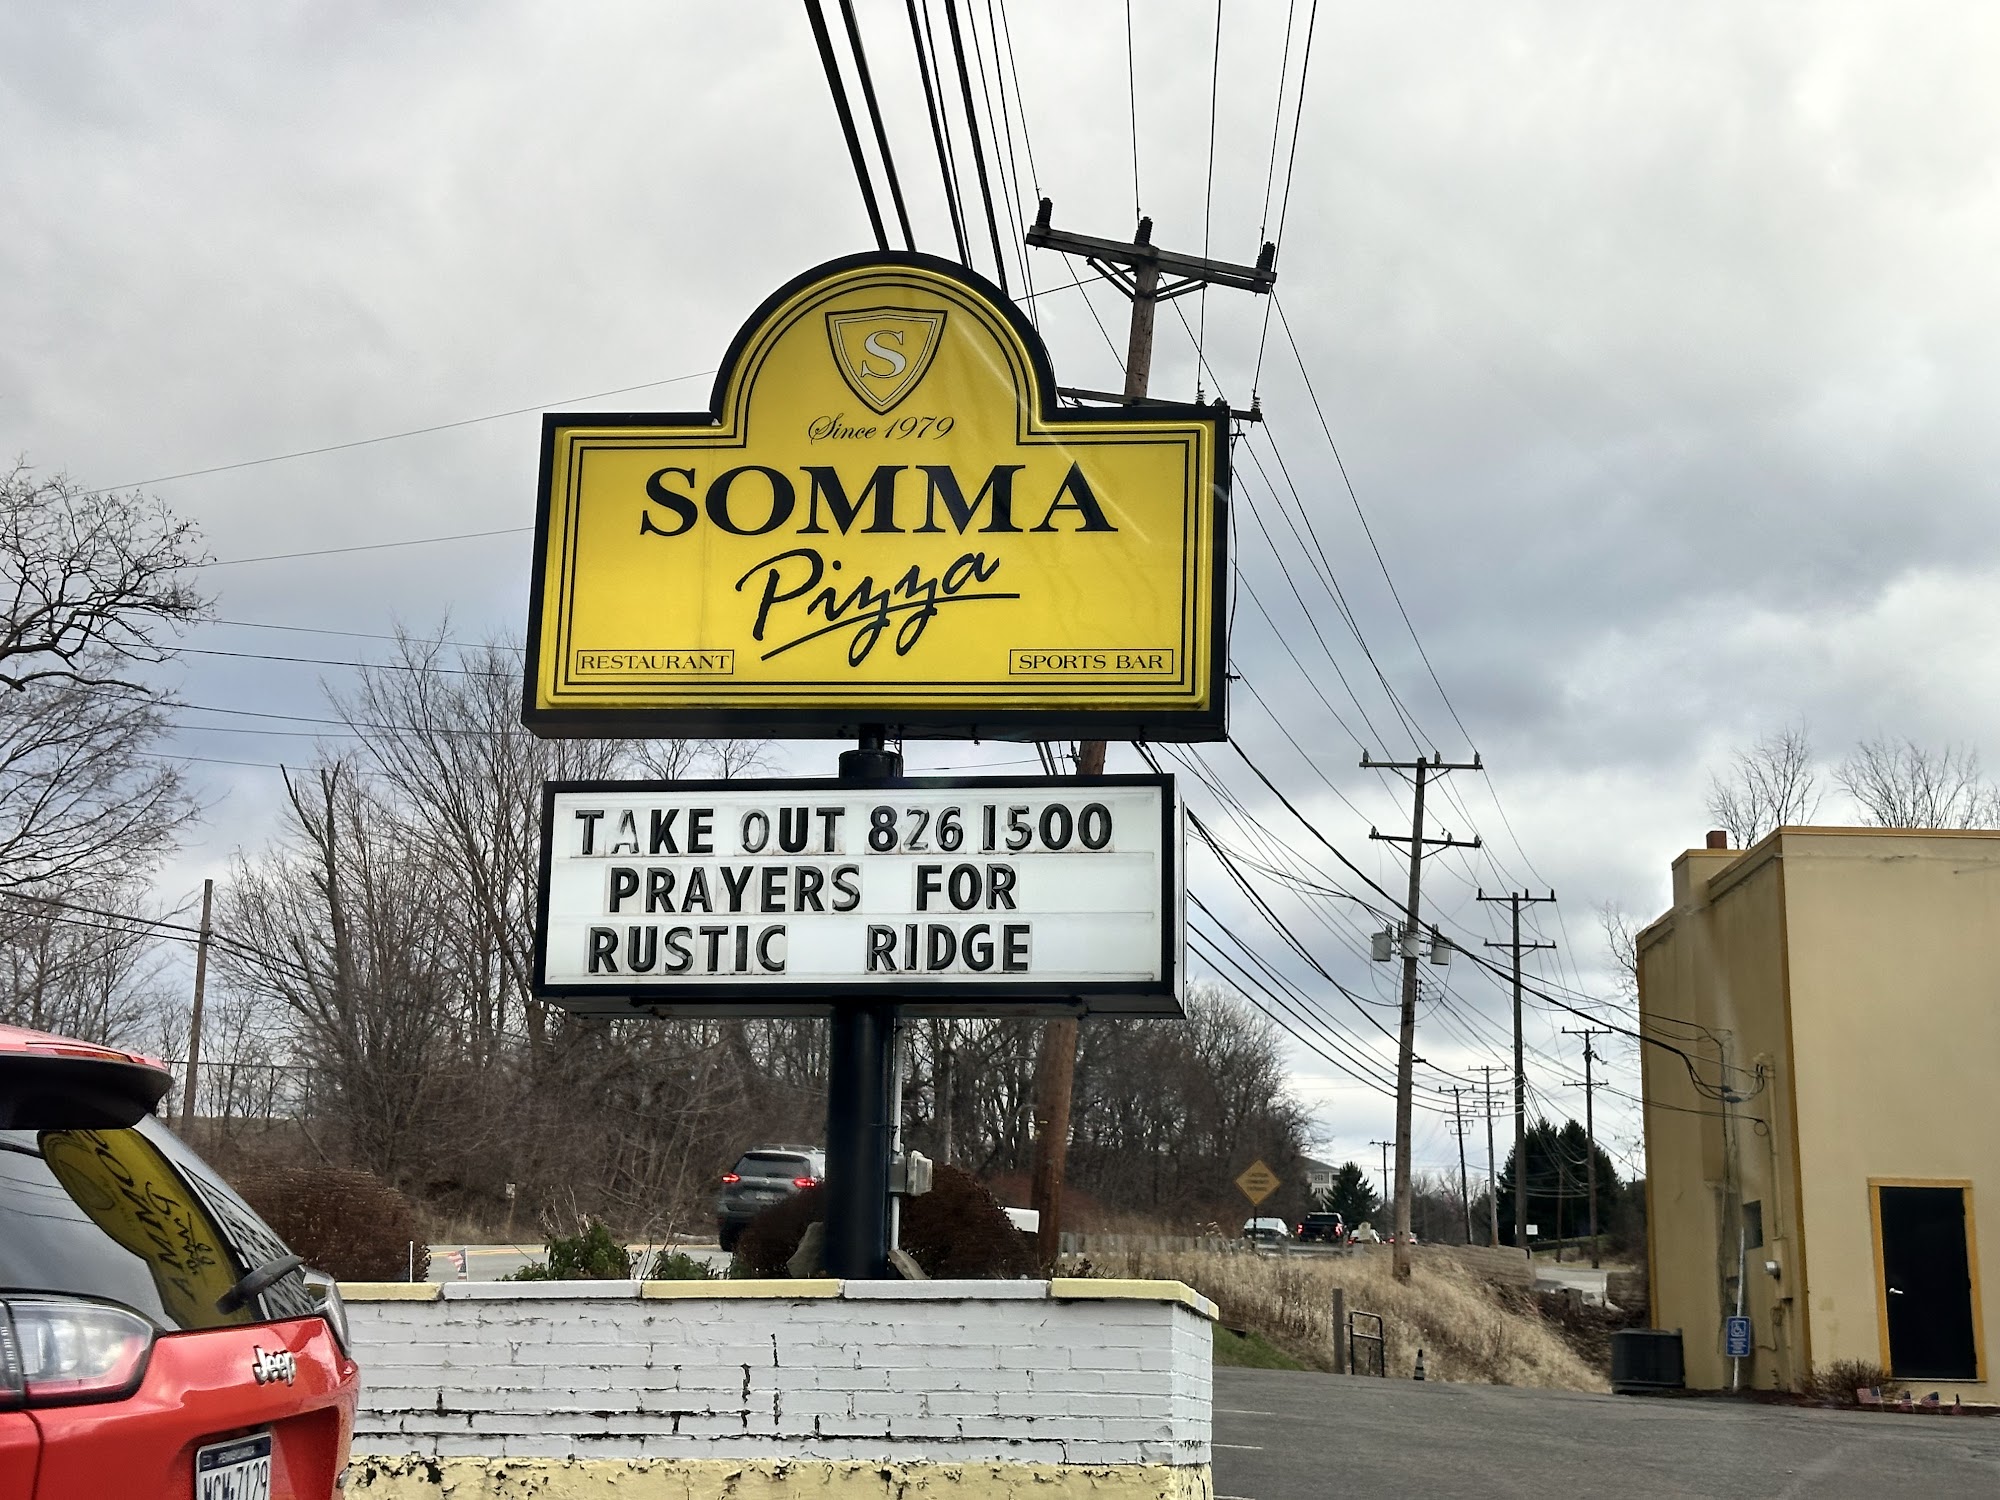 S
Since 1979
SOMMA
Pizza
RESTAURANT
SPORTS BAR
TAKE OUT 826 1500
PRAYERS FOR
RUSTIC RIDGE
Jeep